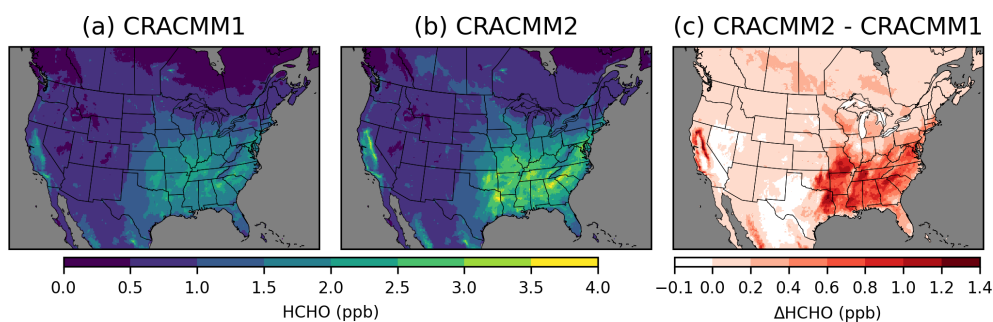 (a) CRACMM1
(b) CRACMM2
(c) CRACMM2 - CRACMM1
0.0 0.5 1.0 1.5 2.0 2.5 3.0 3.5 4.0
HCHO (ppb)
−0.1 0.0 0.2 0.4 0.6 0.8 1.0 1.2 1.4
ΔHCHO (ppb)